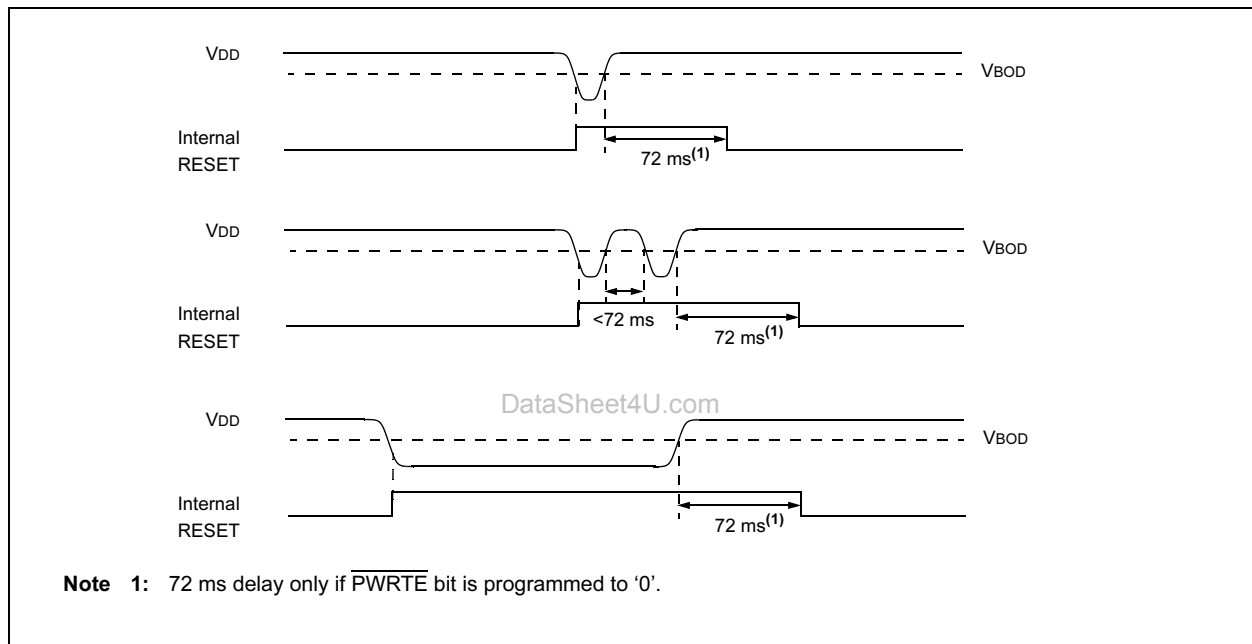 VDD
VBOD
Internal
RESET
72 ms(1)
VDD
VBOD
Internal
RESET
<72 ms
72 ms(1)
DataSheet4U.com
VDD
VBOD
Internal
RESET
72 ms(1)
Note 1: 72 ms delay only if PWRTE bit is programmed to ‘0’.